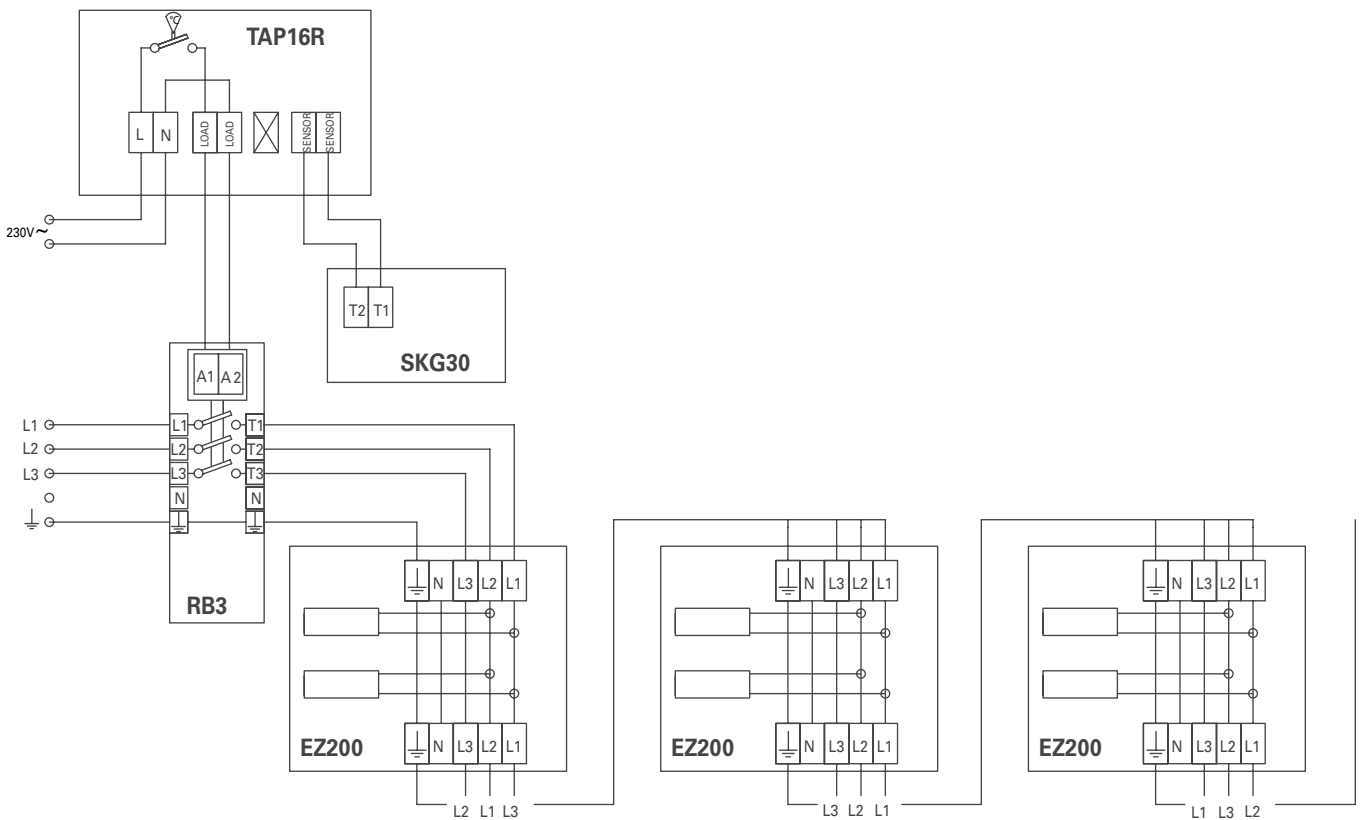 °C
TAP16R
L N LOAD LOAD SENSOR SENSOR
230V~
T2 T1
SKG30
A1 A2
L1 L1 T1
L2 L2 T2
L3 L3 T3
N N
RB3
N L3 L2 L1
N L3 L2 L1
N L3 L2 L1
N L3 L2 L1
EZ200
N L3 L2 L1
EZ200
N L3 L2 L1
EZ200
L2 L1 L3
L3 L2 L1
L1 L3 L2